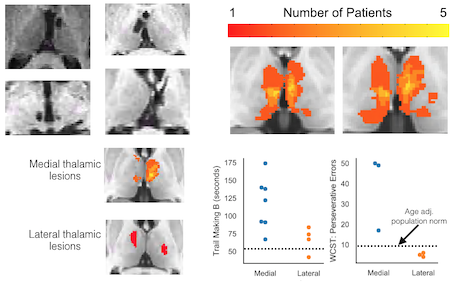 Number of Patients
1
5
Medial thalamic
lesions
Lateral thalamic
lesions
Trail Making B (seconds)
175
150
125
100
75
50
Medial
Lateral
WCST: Perseverative Errors
50
40
30
20
10
Age adj.
population norm
Medial
Lateral